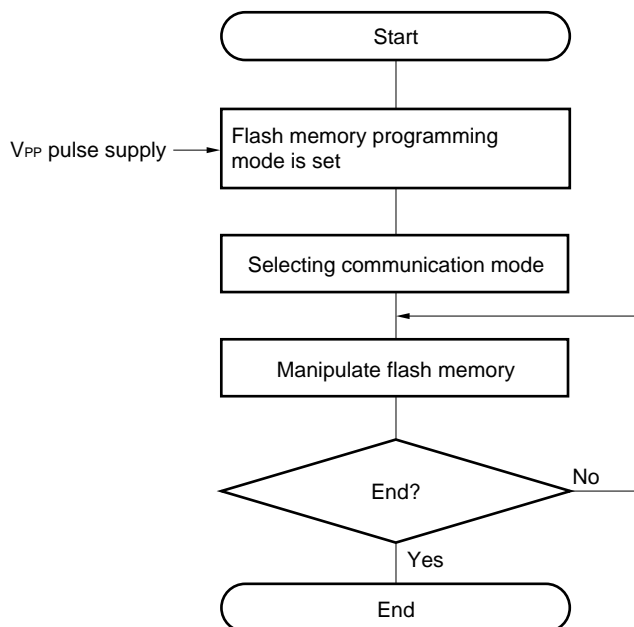 Start
Flash memory programming
mode is set
VPP pulse supply
Selecting communication mode
Manipulate flash memory
End?
No
Yes
End